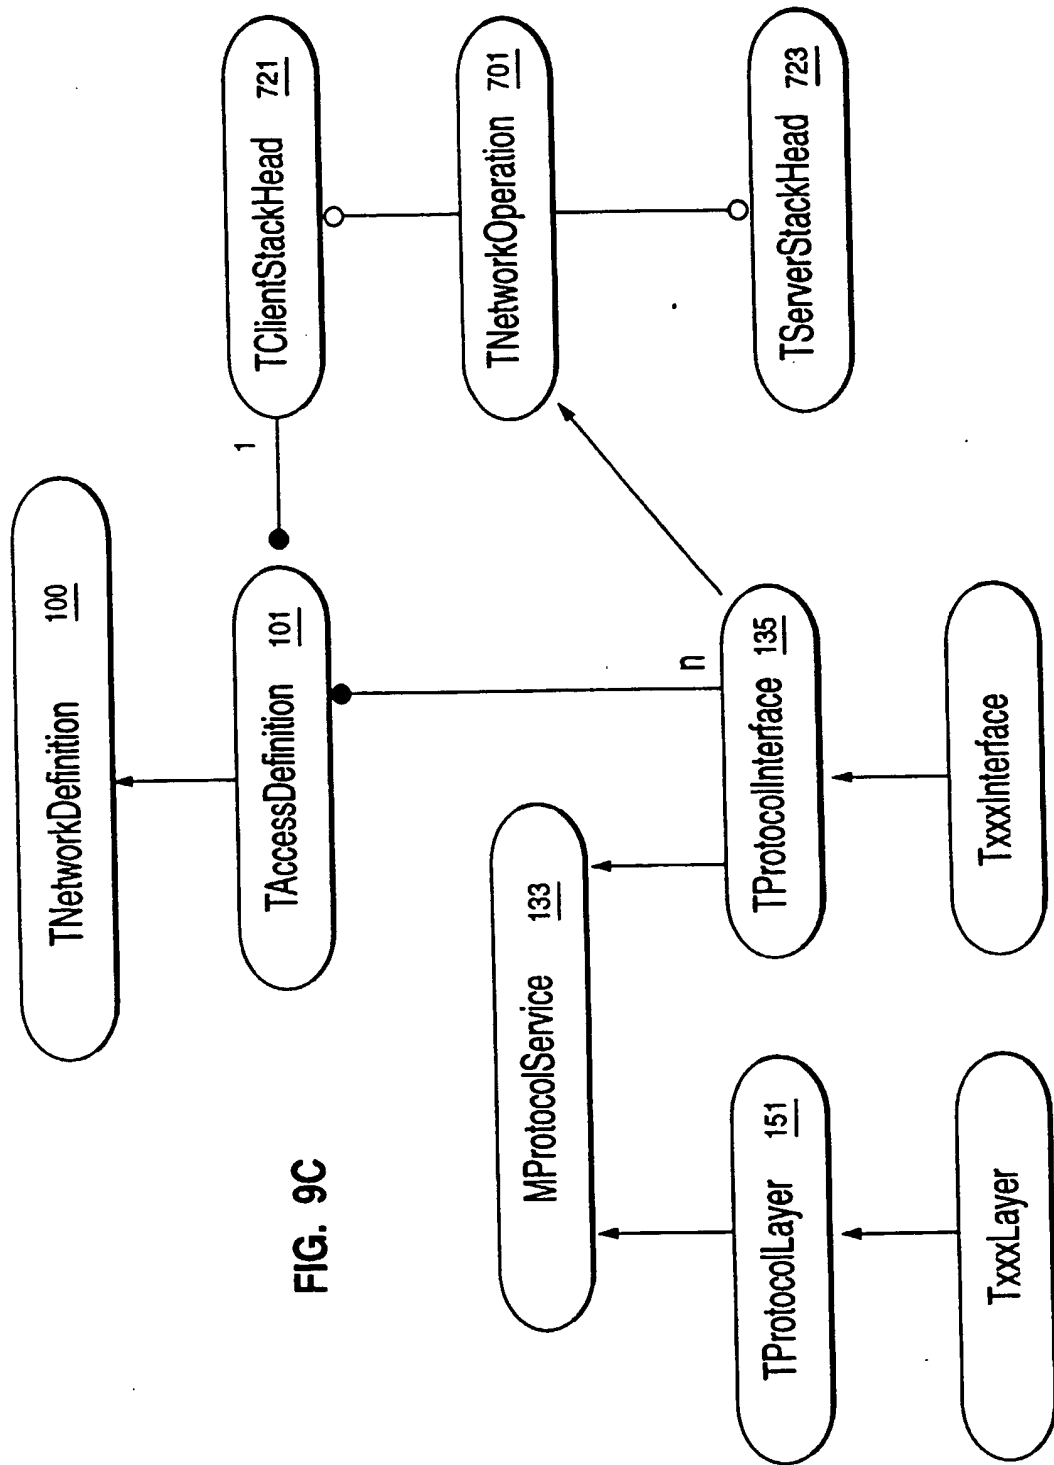 TNetworkDefinition 100
TAccessDefinition 101
1
TClientStackHead 721
MProtocolService 133
n
TNetworkOperation 701
TProtocolLayer 151
TProtocolInterface 135
TServerStackHead 723
TxxxLayer
TxxxInterface
FIG. 9C